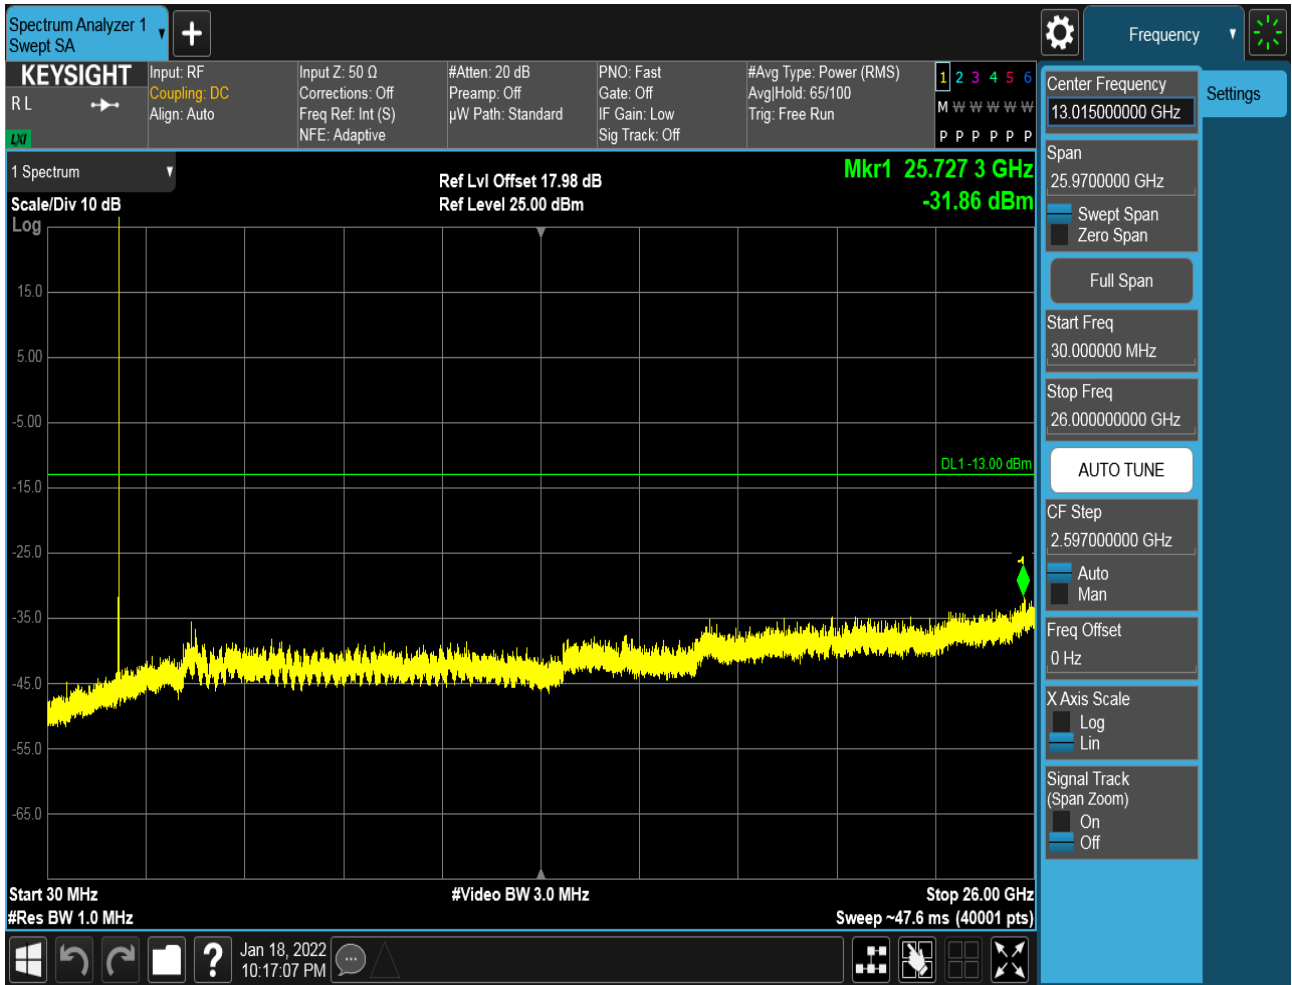 Spectrum Analyzer 1
Swept SA
+
Frequency
KEYSIGHT
R L
LXI
Input: RF
Coupling: DC
Align: Auto
Input Z: 50 Ω
Corrections: Off
Freq Ref: Int (S)
NFE: Adaptive
#Atten: 20 dB
Preamp: Off
µW Path: Standard
PNO: Fast
Gate: Off
IF Gain: Low
Sig Track: Off
#Avg Type: Power (RMS)
Avg|Hold: 65/100
Trig: Free Run
1 2 3 4 5 6
M W W W W W
P P P P P P
1 Spectrum
Scale/Div 10 dB
Log
Ref Lvl Offset 17.98 dB
Ref Level 25.00 dBm
Mkr1 25.727 3 GHz
-31.86 dBm
15.0
5.00
-5.00
DL1 -13.00 dBm
-15.0
-25.0
1
-35.0
-45.0
-55.0
-65.0
Start 30 MHz
#Video BW 3.0 MHz
Stop 26.00 GHz
#Res BW 1.0 MHz
Sweep ~47.6 ms (40001 pts)
?
Jan 18, 2022
10:17:07 PM
Center Frequency
13.015000000 GHz
Settings
Span
25.9700000 GHz
Swept Span
Zero Span
Full Span
Start Freq
30.000000 MHz
Stop Freq
26.000000000 GHz
AUTO TUNE
CF Step
2.597000000 GHz
Auto
Man
Freq Offset
0 Hz
X Axis Scale
Log
Lin
Signal Track
(Span Zoom)
On
Off